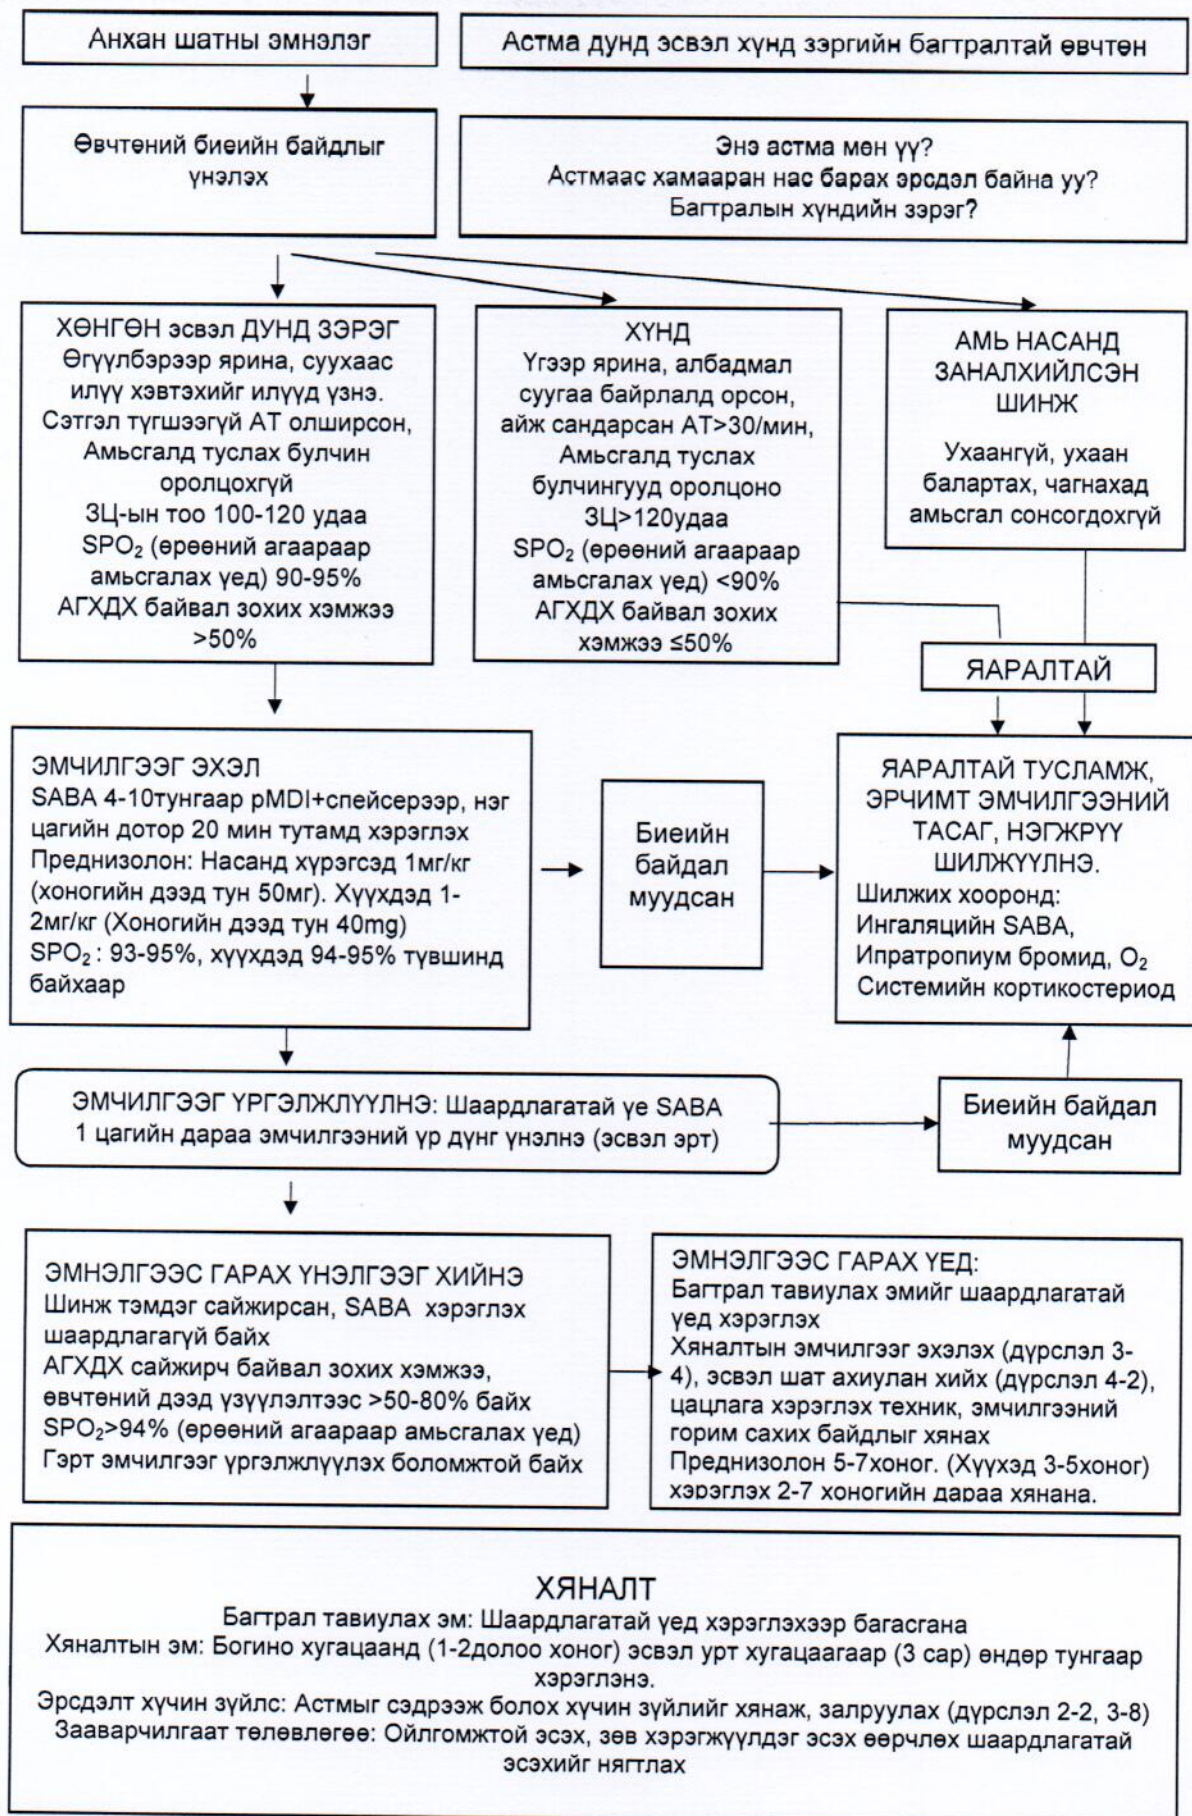 Анхан шатны эмнэлэг
Астма дунд эсвэл хүнд зэргийн багтралтай өвчтөн
Өвчтөний биеийн байдлыг
үнэлэх
Энэ астма мөн үү?
Астмаас хамааран нас барах эрсдэл байна уу?
Багтралын хүндийн зэрэг?
ХӨНГӨН эсвэл ДУНД ЗЭРЭГ
Өгүүлбэрээр ярина, суухаас
илүү хэвтэхийг илүүд үзнэ.
Сэтгэл түгшээгүй АТ олширсон,
Амьсгалд туслах булчин
оролцохгүй
ЗЦ-ын тоо 100-120 удаа
SPO₂ (өрөөний агаараар
амьсгалах үед) 90-95%
АГХДХ байвал зохих хэмжээ
>50%
ХҮНД
Үгээр ярина, албадмал
суугаа байрлалд орсон,
айж сандарсан АТ>30/мин,
Амьсгалд туслах
булчингууд оролцоно
ЗЦ>120удаа
SPO₂ (өрөөний агаараар
амьсгалах үед) <90%
АГХДХ байвал зохих
хэмжээ ≤50%
АМЬ НАСАНД
ЗАНАЛХИЙЛСЭН
ШИНЖ
Ухаангүй, ухаан
балартах, чагнахад
амьсгал сонсогдохгүй
ЯАРАЛТАЙ
ЭМЧИЛГЭЭГ ЭХЭЛ
SABA 4-10тунгаар pMDI+спейсерээр, нэг
цагийн дотор 20 мин тутамд хэрэглэх
Преднизолон: Насанд хүрэгсэд 1мг/кг
(хоногийн дээд тун 50мг). Хүүхдэд 1-
2мг/кг (Хоногийн дээд тун 40mg)
SPO₂ : 93-95%, хүүхдэд 94-95% түвшинд
байхаар
Биеийн
байдал
муудсан
ЯАРАЛТАЙ ТУСЛАМЖ,
ЭРЧИМТ ЭМЧИЛГЭЭНИЙ
ТАСАГ, НЭГЖРҮҮ
ШИЛЖҮҮЛНЭ.
Шилжих хооронд:
Ингаляцийн SABA,
Ипратропиум бромид, O₂
Системийн кортикостериод
ЭМЧИЛГЭЭГ ҮРГЭЛЖЛҮҮЛНЭ: Шаардлагатай үе SABA
1 цагийн дараа эмчилгээний үр дүнг үнэлнэ (эсвэл эрт)
Биеийн байдал
муудсан
ЭМНЭЛГЭЭС ГАРАХ ҮНЭЛГЭЭГ ХИЙНЭ
Шинж тэмдэг сайжирсан, SABA хэрэглэх
шаардлагагүй байх
АГХДХ сайжирч байвал зохих хэмжээ,
өвчтөний дээд үзүүлэлтээс >50-80% байх
SPO₂>94% (өрөөний агаараар амьсгалах үед)
Гэрт эмчилгээг үргэлжлүүлэх боломжтой байх
ЭМНЭЛГЭЭС ГАРАХ ҮЕД:
Багтрал тавиулах эмийг шаардлагатай
үед хэрэглэх
Хяналтын эмчилгээг эхэлэх (дүрслэл 3-
4), эсвэл шат ахиулан хийх (дүрслэл 4-2),
цацлага хэрэглэх техник, эмчилгээний
горим сахих байдлыг хянах
Преднизолон 5-7хоног. (Хүүхэд 3-5хоног)
хэрэглэх 2-7 хоногийн дараа хянана.
ХЯНАЛТ
Багтрал тавиулах эм: Шаардлагатай үед хэрэглэхээр багасгана
Хяналтын эм: Богино хугацаанд (1-2долоо хоног) эсвэл урт хугацаагаар (3 сар) өндөр тунгаар
хэрэглэнэ.
Эрсдэлт хүчин зүйлс: Астмыг сэдрээж болох хүчин зүйлийг хянаж, залруулах (дүрслэл 2-2, 3-8)
Зааварчилгаат төлөвлөгөө: Ойлгомжтой эсэх, зөв хэрэгжүүлдэг эсэх өөрчлөх шаардлагатай
эсэхийг нягтлах